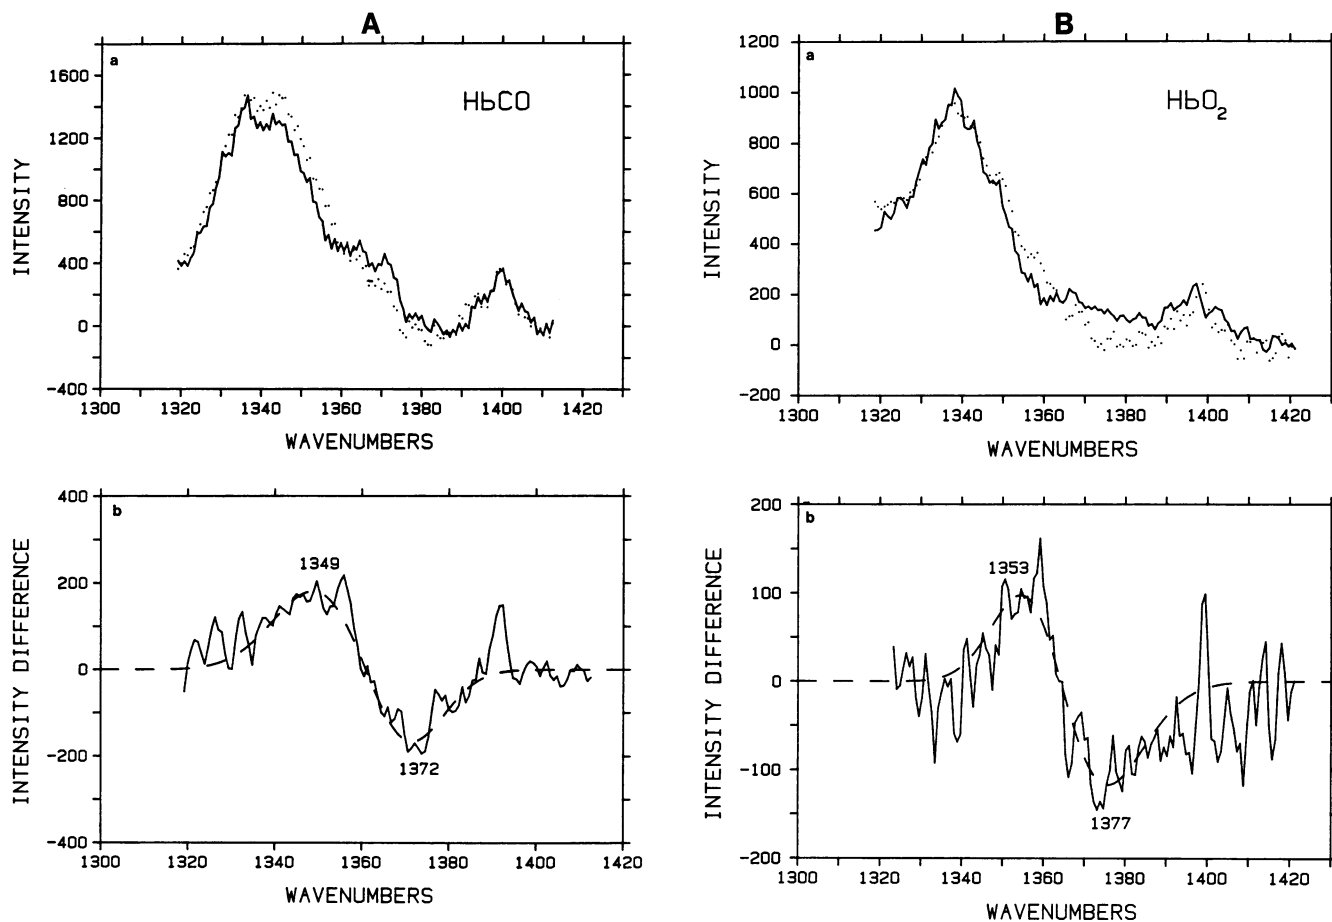 A
a
HbCO
INTENSITY
1600
1200
800
400
0
-400
1300 1320 1340 1360 1380 1400 1420
WAVENUMBERS
B
a
HbO2
INTENSITY
1200
1000
800
600
400
200
0
-200
1300 1320 1340 1360 1380 1400 1420
WAVENUMBERS
b
1349
1372
INTENSITY DIFFERENCE
400
200
0
-200
-400
1300 1320 1340 1360 1380 1400 1420
WAVENUMBERS
b
1353
1377
INTENSITY DIFFERENCE
200
100
0
-100
-200
1300 1320 1340 1360 1380 1400 1420
WAVENUMBERS